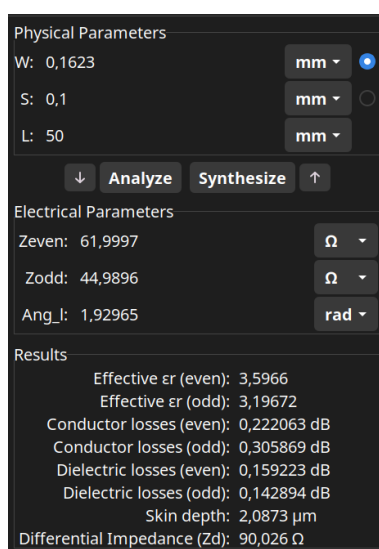 Physical Parameters
W: 0,1623 mm
S: 0,1 mm
L: 50 mm
↓ Analyze Synthesize ↑
Electrical Parameters
Zeven: 61,9997 Ω
Zodd: 44,9896 Ω
Ang_l: 1,92965 rad
Results
Effective εr (even): 3,5966
Effective εr (odd): 3,19672
Conductor losses (even): 0,222063 dB
Conductor losses (odd): 0,305869 dB
Dielectric losses (even): 0,159223 dB
Dielectric losses (odd): 0,142894 dB
Skin depth: 2,0873 µm
Differential Impedance (Zd): 90,026 Ω